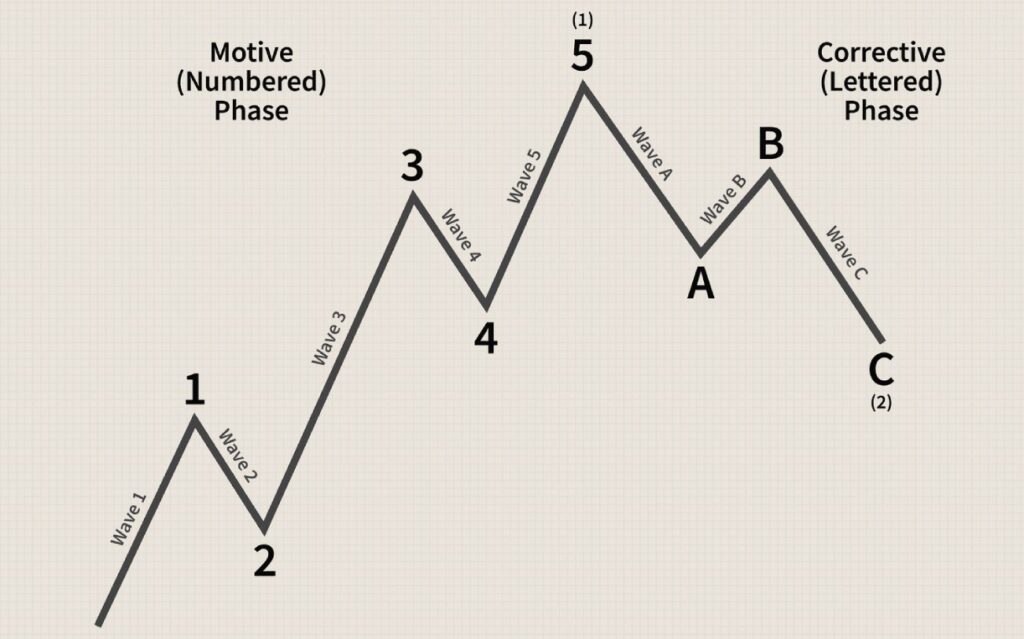 Motive
(Numbered)
Phase
(1)
5
Corrective
(Lettered)
Phase
3
B
Wave 5
Wave A
Wave B
Wave 4
Wave C
A
4
Wave 3
C
(2)
1
Wave 2
Wave 1
2